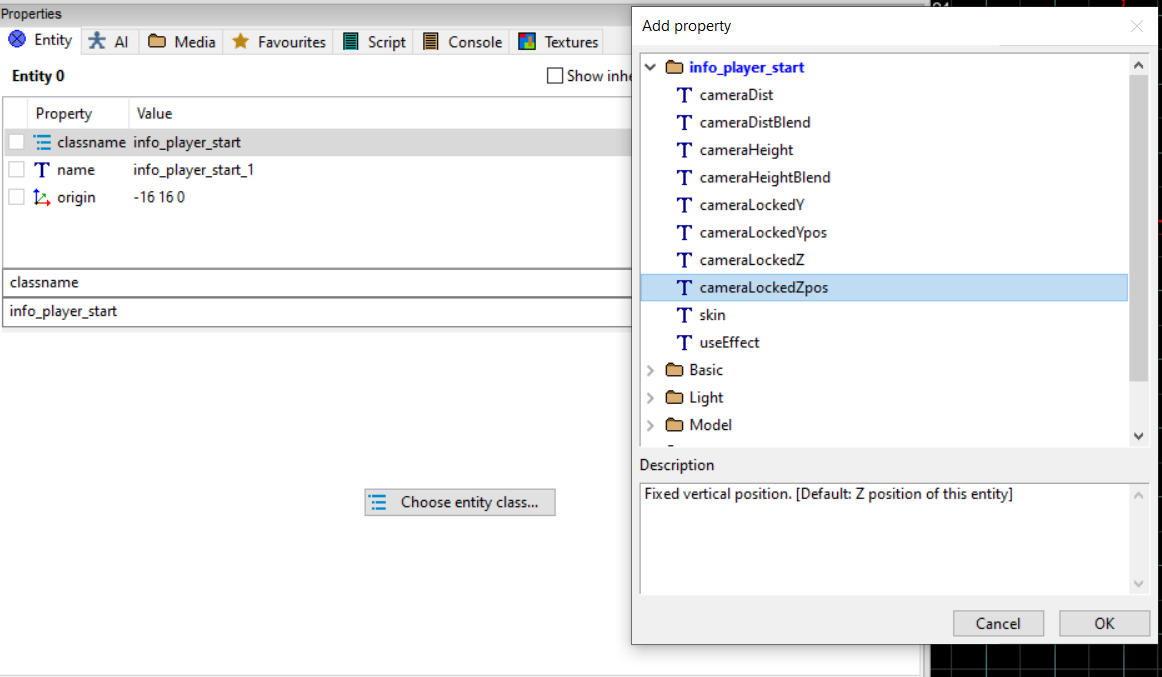 Properties
Entity AI Media Favourites Script Console Textures
Entity 0
Show inhe
Property Value
classname info_player_start
name info_player_start_1
origin -16 16 0
classname
info_player_start
Choose entity class...
Add property
info_player_start
cameraDist
cameraDistBlend
cameraHeight
cameraHeightBlend
cameraLockedY
cameraLockedYpos
cameraLockedZ
cameraLockedZpos
skin
useEffect
Basic
Light
Model
Description
Fixed vertical position. [Default: Z position of this entity]
Cancel OK